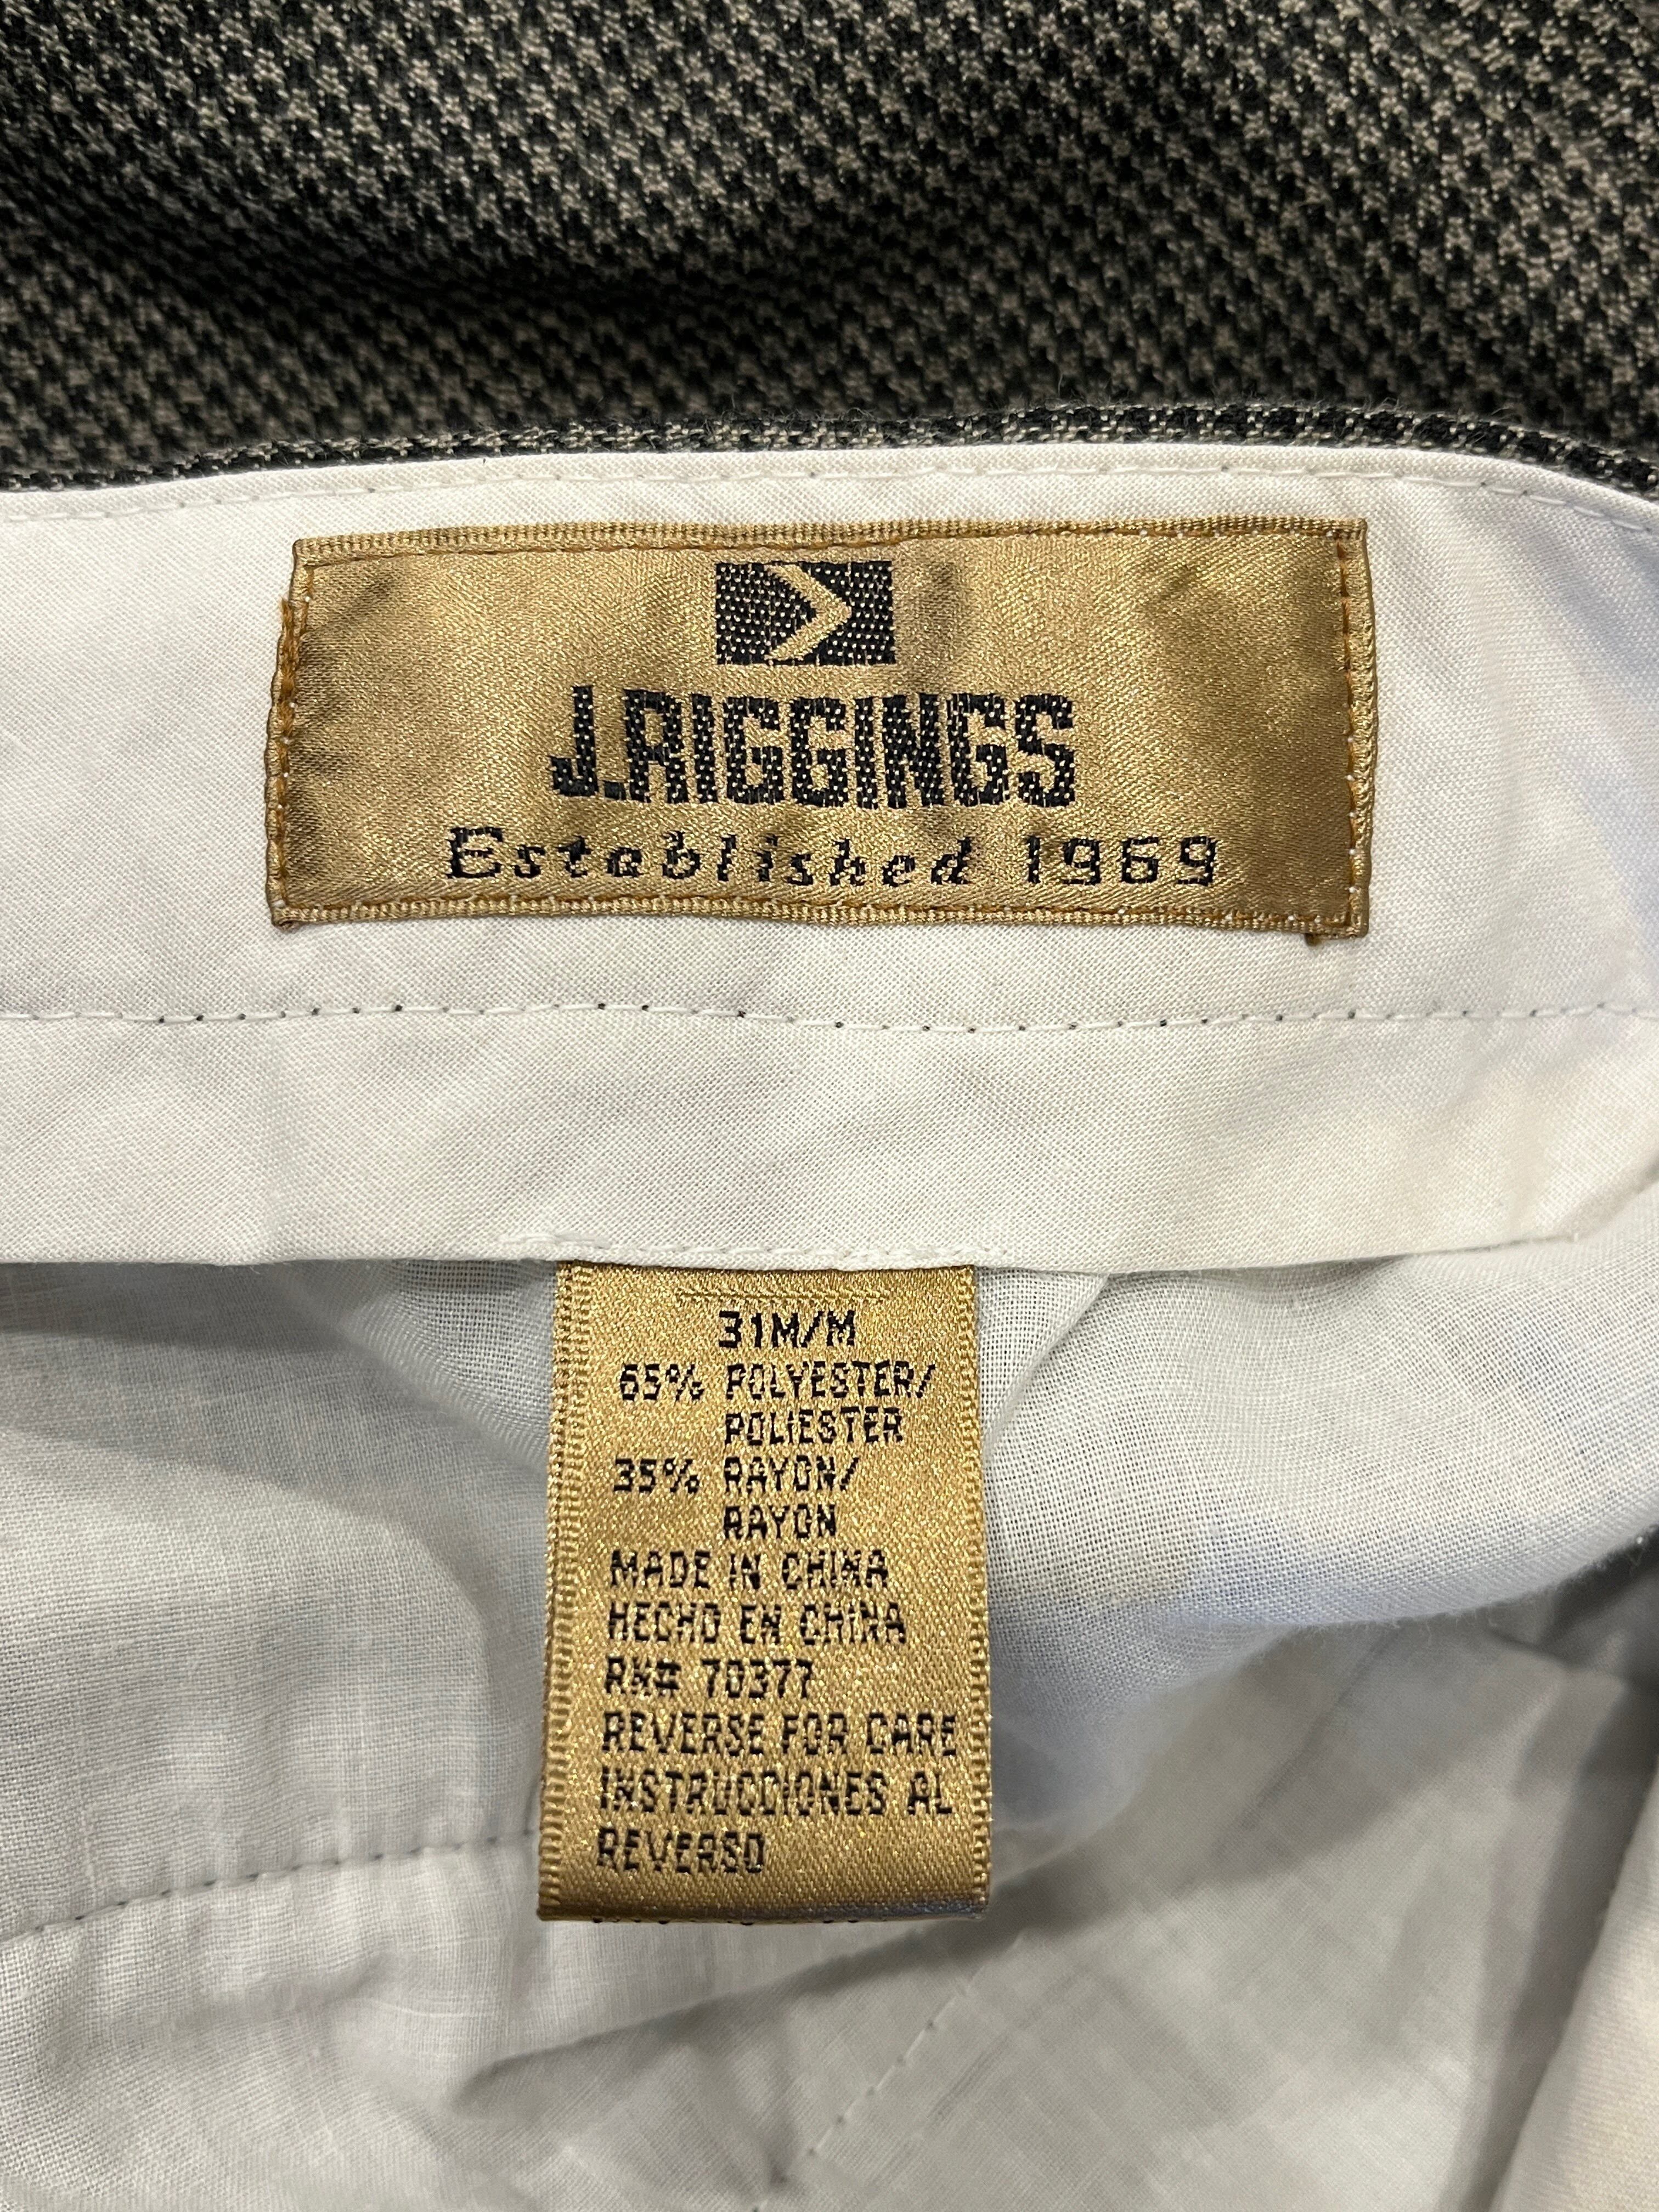 J.RIGGINGS
Established 1969
31M/M
65% POLYESTER/
POLIESTER
35% RAYON/
RAYON
MADE IN CHINA
HECHO EN CHINA
RN# 70377
REVERSE FOR CARE
INSTRUCCIONES AL
REVERSO